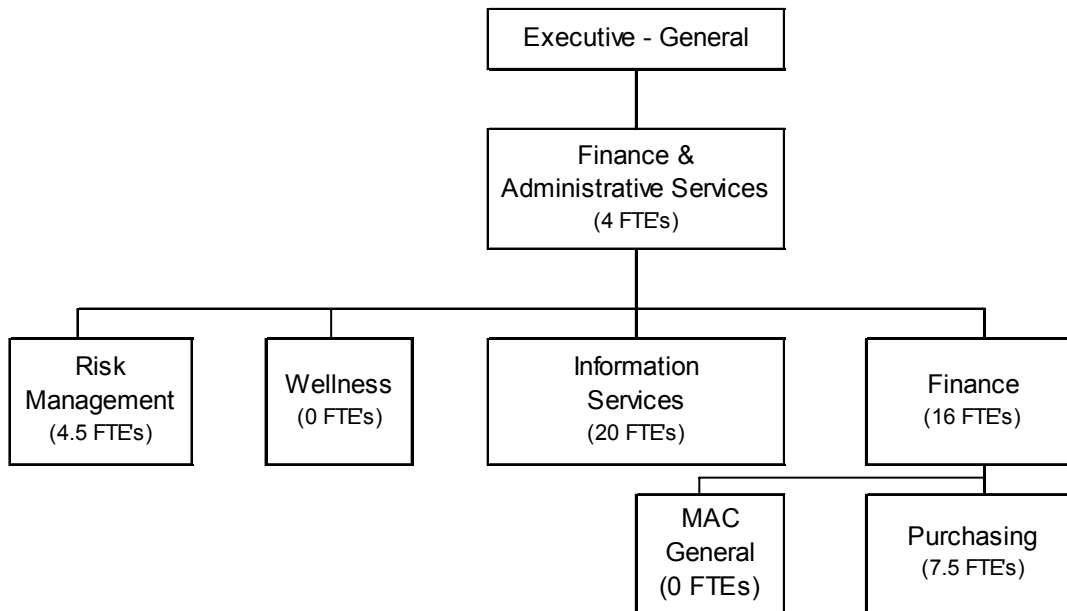 Executive - General
Finance &
Administrative Services
(4 FTE's)
Risk
Management
(4.5 FTE's)
Wellness
(0 FTE's)
Information
Services
(20 FTE's)
Finance
(16 FTE's)
MAC
General
(0 FTEs)
Purchasing
(7.5 FTE's)